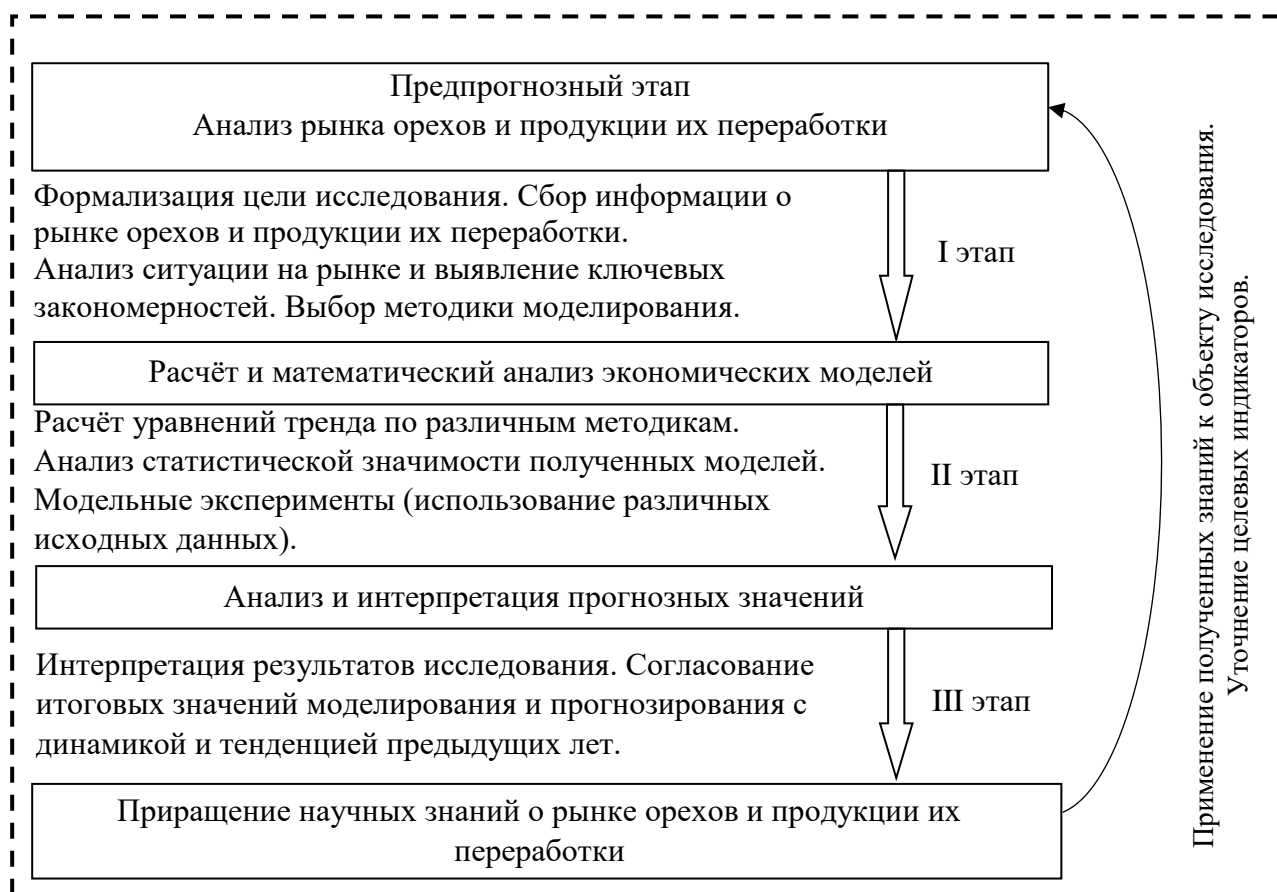 Предпрогнозный этап
Анализ рынка орехов и продукции их переработки
Формализация цели исследования. Сбор информации о
рынке орехов и продукции их переработки.
Анализ ситуации на рынке и выявление ключевых
закономерностей. Выбор методики моделирования.
I этап
Расчёт и математический анализ экономических моделей
Расчёт уравнений тренда по различным методикам.
Анализ статистической значимости полученных моделей.
Модельные эксперименты (использование различных
исходных данных).
II этап
Анализ и интерпретация прогнозных значений
Интерпретация результатов исследования. Согласование
итоговых значений моделирования и прогнозирования с
динамикой и тенденцией предыдущих лет.
III этап
Приращение научных знаний о рынке орехов и продукции их
переработки
Применение полученных знаний к объекту исследования.
Уточнение целевых индикаторов.